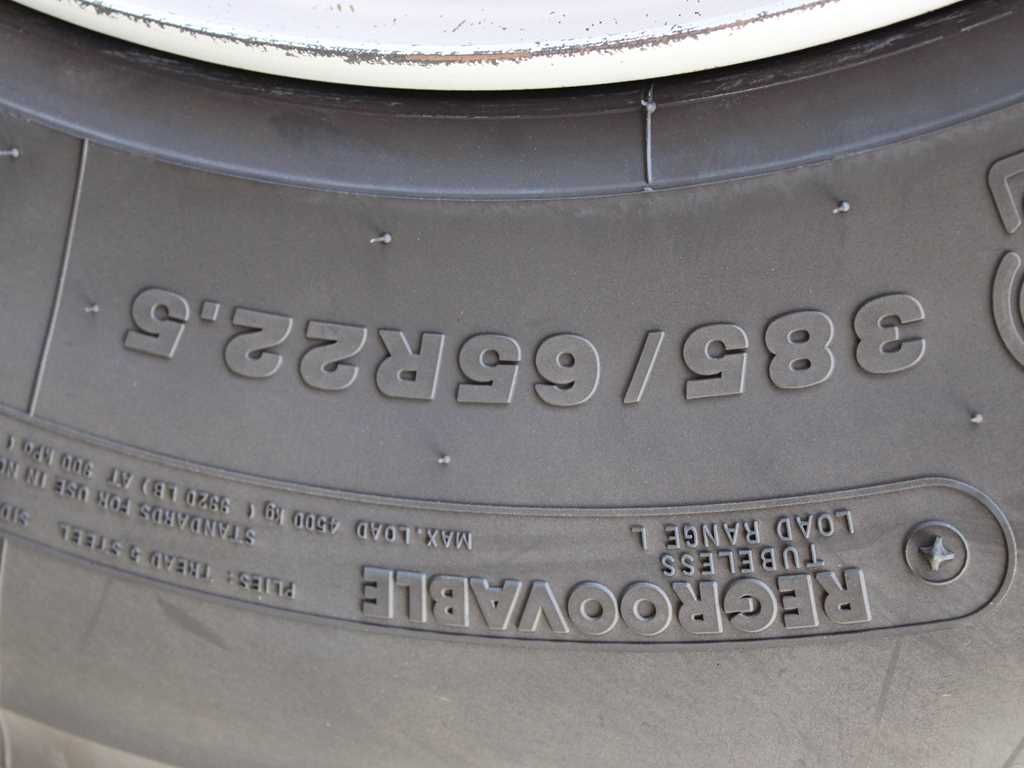 385/65R22.5
REGROOVABLE
TUBELESS
LOAD RANGE L
PLIES: TREAD 5 STEEL
STANDARDS FOR USE IN
MAX. LOAD 4500 kg ( 9920 LB) AT 900 kPa (